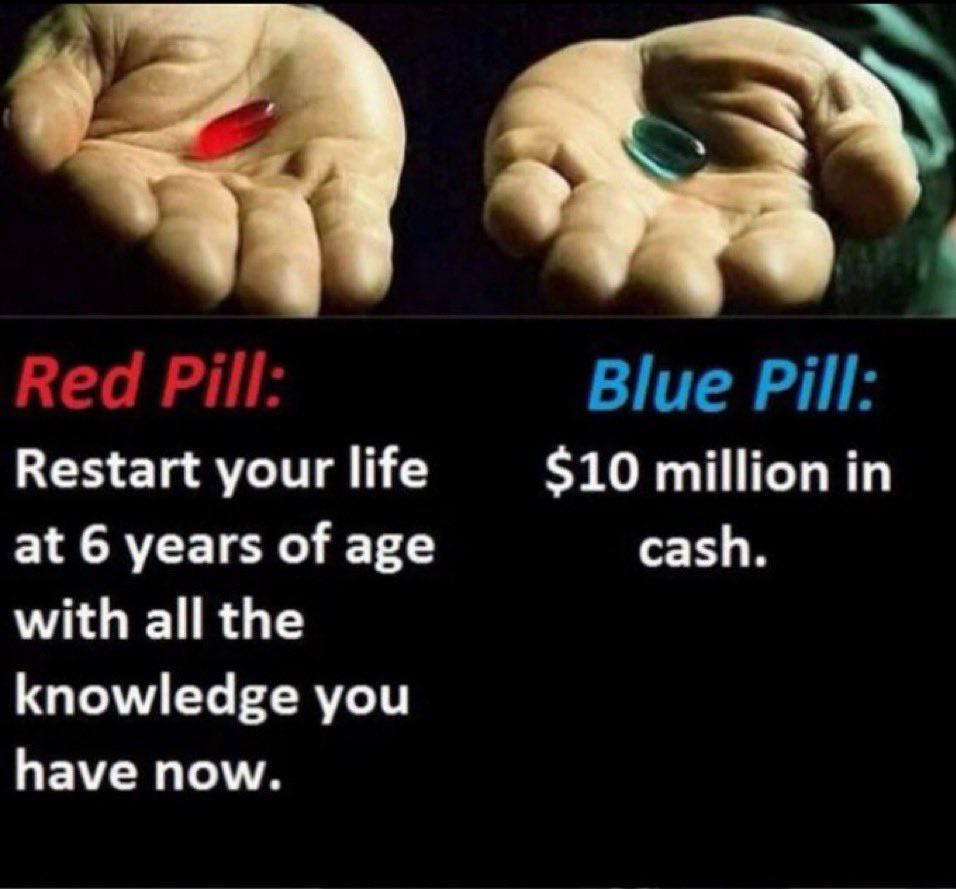 Red Pill:
Restart your life
at 6 years of age
with all the
knowledge you
have now.
Blue Pill:
$10 million in
cash.